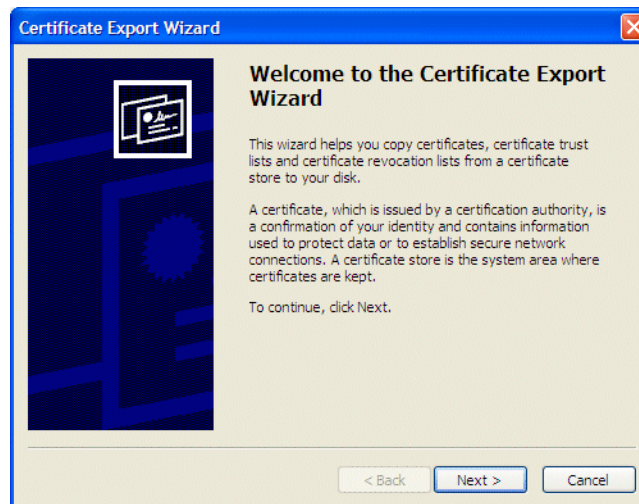 Certificate Export Wizard
Welcome to the Certificate Export
Wizard
This wizard helps you copy certificates, certificate trust
lists and certificate revocation lists from a certificate
store to your disk.
A certificate, which is issued by a certification authority, is
a confirmation of your identity and contains information
used to protect data or to establish secure network
connections. A certificate store is the system area where
certificates are kept.
To continue, click Next.
< Back Next > Cancel